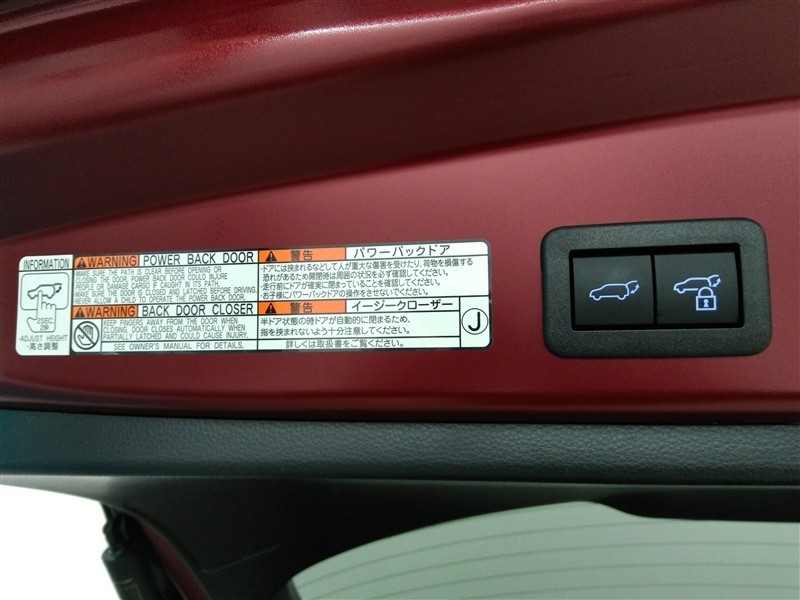 INFORMATION
2SEC.
2秒
·ADJUST HEIGHT
·高さ調整
WARNING POWER BACK DOOR
MAKE SURE THE PATH IS CLEAR BEFORE OPENING OR
CLOSING THE DOOR. POWER BACK DOOR COULD INJURE
PEOPLE OR DAMAGE CARGO IF CAUGHT IN ITS PATH.
MAKE SURE THE DOOR IS CLOSED AND LATCHED BEFORE DRIVING.
NEVER ALLOW A CHILD TO OPERATE THE POWER BACK DOOR.
WARNING BACK DOOR CLOSER
KEEP FINGERS AWAY FROM THE DOOR WHEN
CLOSING. DOOR CLOSES AUTOMATICALLY WHEN
PARTIALLY LATCHED AND COULD CAUSE INJURY.
SEE OWNER'S MANUAL FOR DETAILS.
警告 パワーバックドア
·ドアには挟まれるなどして人が重大な傷害を受けたり、荷物を損傷する
恐れがあるため開閉時は周囲の状況を必ず確認してください。
·走行前にドアが確実に閉まっていることを確認してください。
·お子様にパワーバックドアの操作をさせないでください。
警告 イージークローザー
半ドア状態の時ドアが自動的に閉まるため、
指を挟まれないよう十分注意してください。
詳しくは取扱書をご覧ください。
J